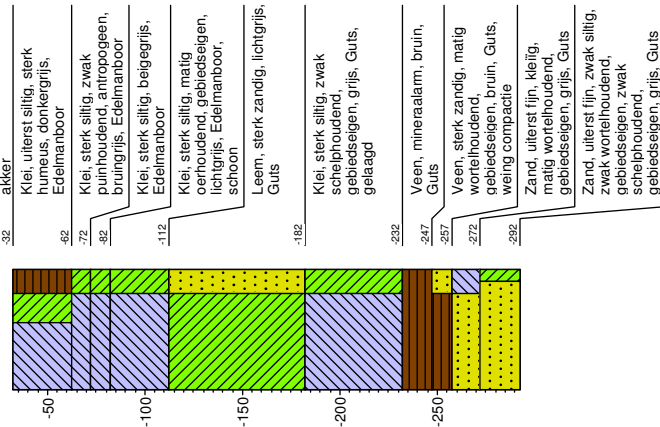 akker
-32
Klei, uiterst siltig, sterk
humeus, donkergrijs,
Edelmanboor
-62
Klei, sterk siltig, zwak
puinhoudend, antropogeen,
bruingrijs, Edelmanboor
-72
Klei, sterk siltig, beigegrijs,
Edelmanboor
-82
Klei, sterk siltig, matig
oerhoudend, gebiedseigen,
lichtgrijs, Edelmanboor,
schoon
-112
Leem, sterk zandig, lichtgrijs,
Guts
-182
Klei, sterk siltig, zwak
schelphoudend,
gebiedseigen, grijs, Guts,
gelaagd
-232
Veen, mineraalarm, bruin,
Guts
-247
Veen, sterk zandig, matig
wortelhoudend,
gebiedseigen, bruin, Guts,
weing compactie
-257
Zand, uiterst fijn, kleiïg,
matig wortelhoudend,
gebiedseigen, grijs, Guts
-272
Zand, uiterst fijn, zwak siltig,
zwak wortelhoudend,
gebiedseigen, zwak
schelphoudend,
gebiedseigen, grijs, Guts
-292
-50
-100
-150
-200
-250